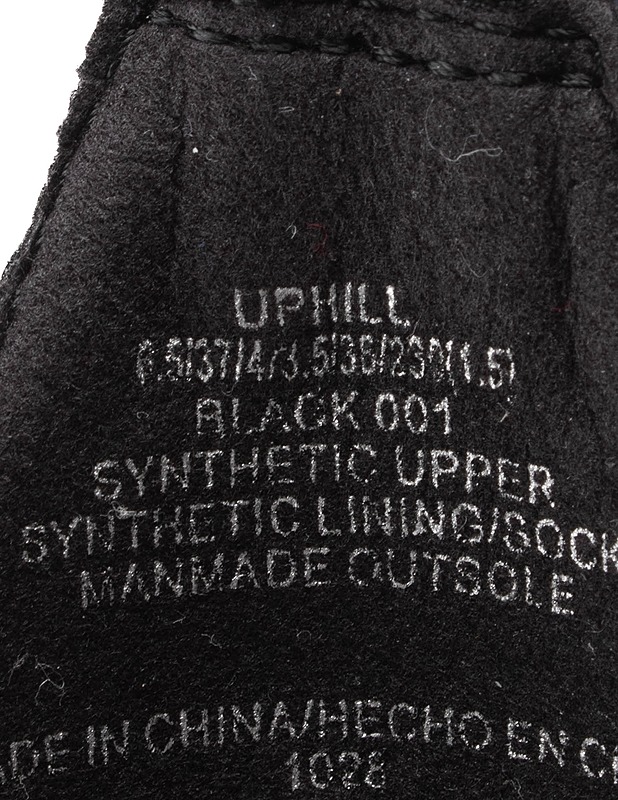 UPHILL
6.5/37/4/3.5/36/230(1.5)
BLACK 001
SYNTHETIC UPPER
SYNTHETIC LINING/SOCK
MANMADE OUTSOLE
ADE IN CHINA/HECHO EN C
1028